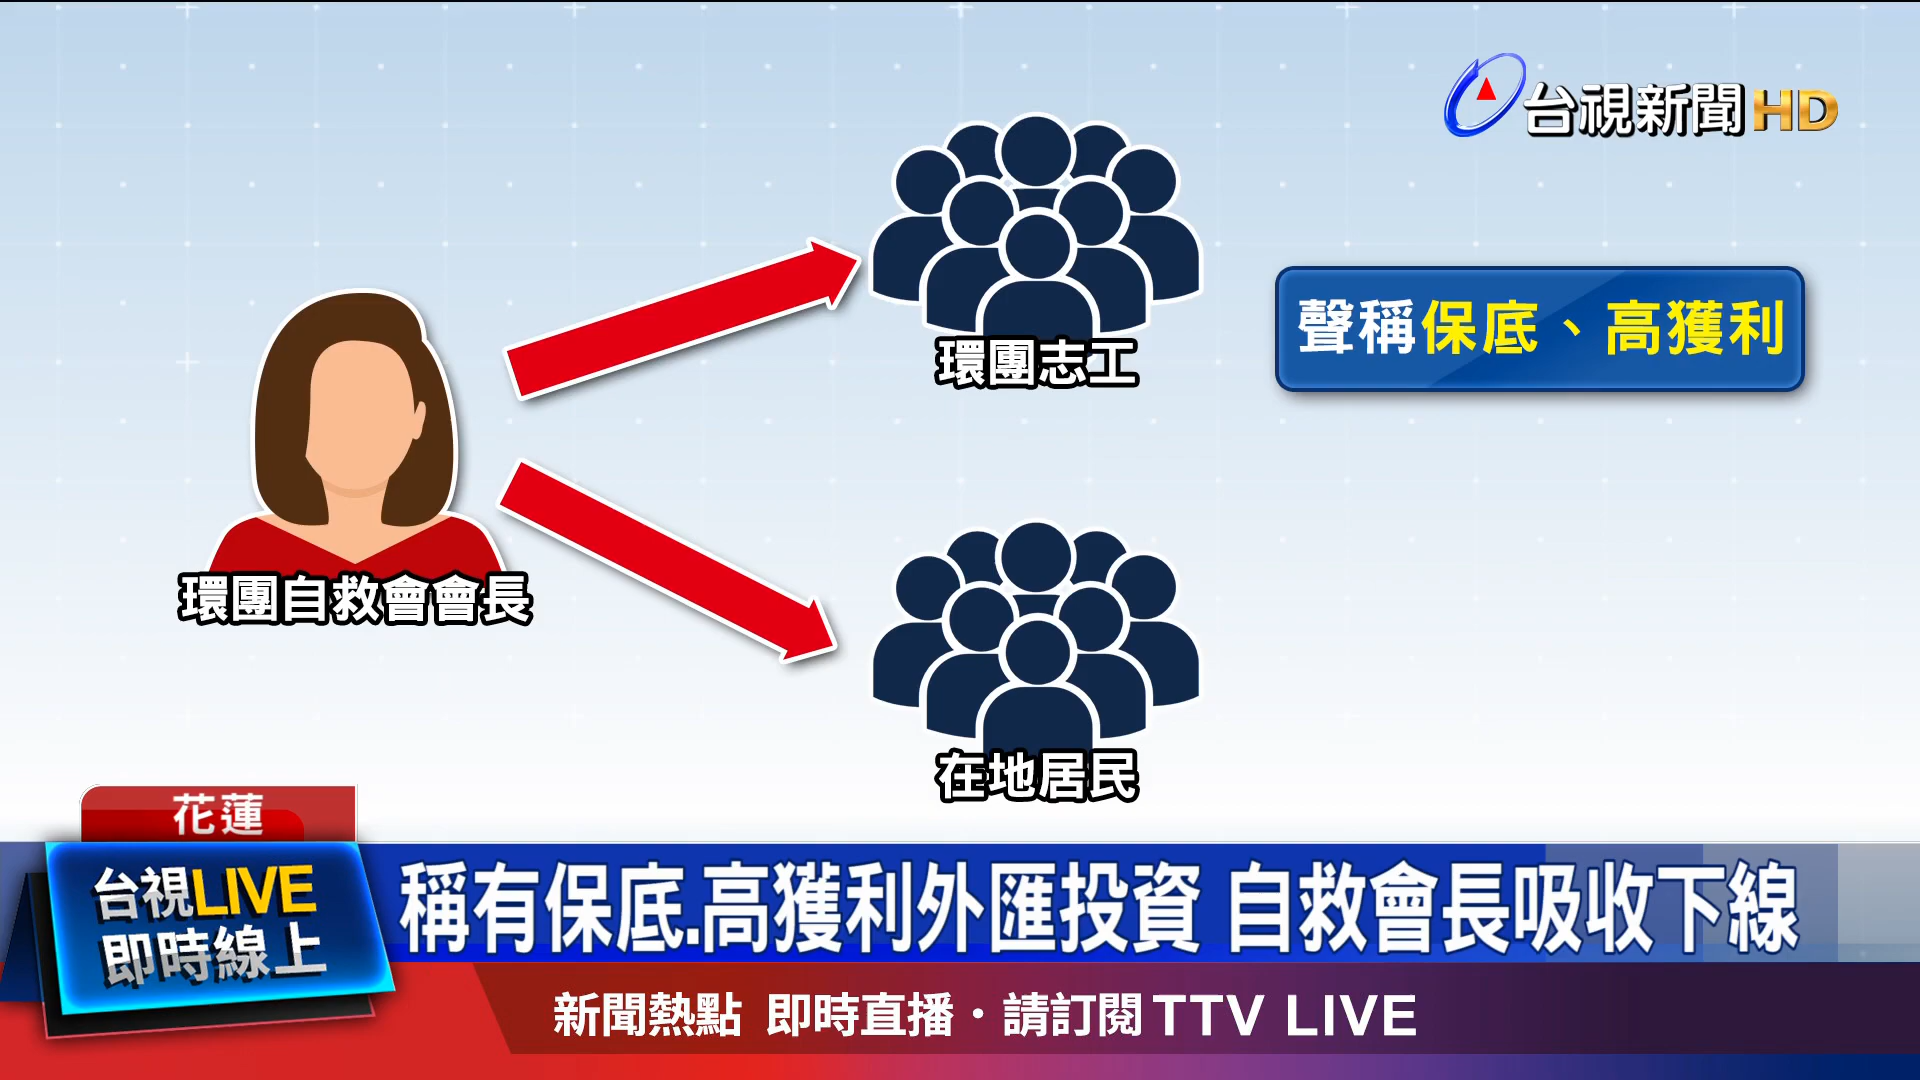 台視新聞HD
環團志工
聲稱保底、高獲利
環團自救會會長
在地居民
花蓮
台視LIVE
即時線上
稱有保底.高獲利外匯投資 自救會長吸收下線
新聞熱點 即時直播・請訂閱TTV LIVE